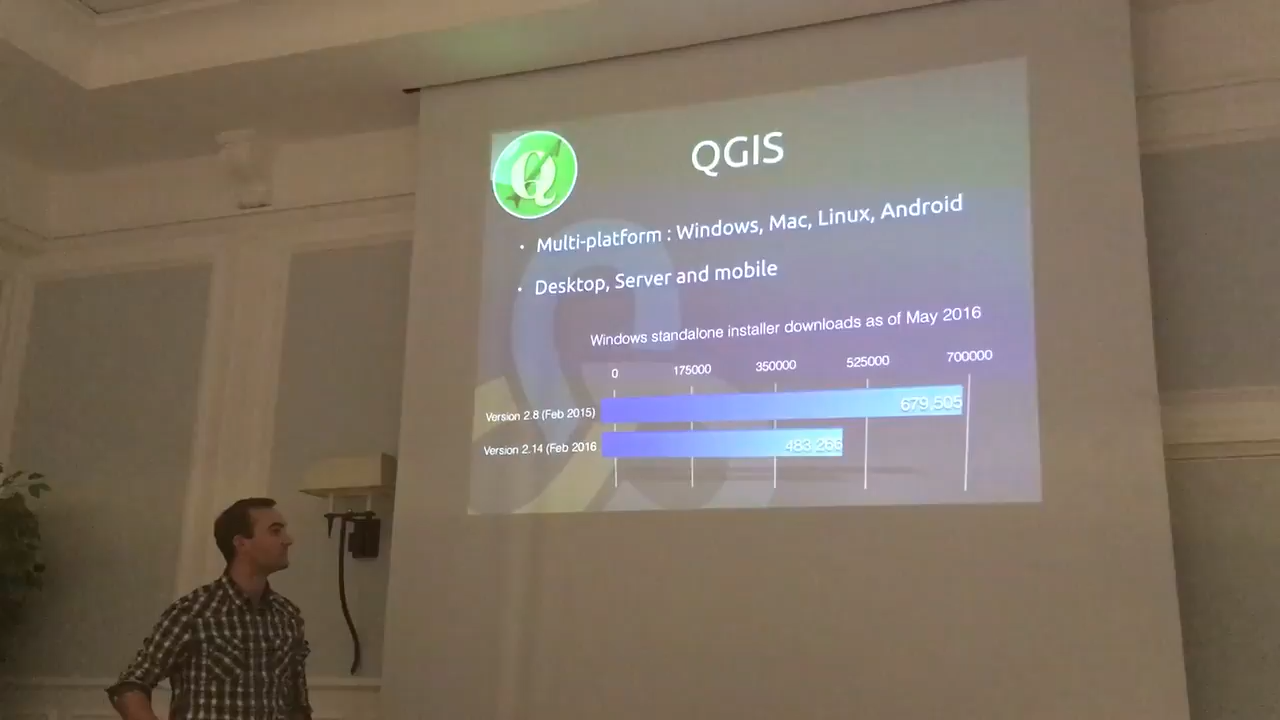 Q
QGIS
• Multi-platform : Windows, Mac, Linux, Android
• Desktop, Server and mobile
Windows standalone installer downloads as of May 2016
0 175000 350000 525000 700000
Version 2.8 (Feb 2015) 679.505
Version 2.14 (Feb 2016 483.266